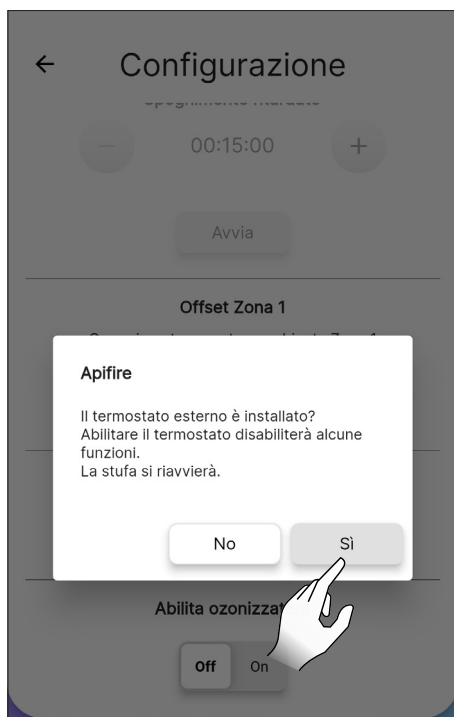 Configurazione
00:15:00
Avvia
Offset Zona 1
Apifire
Il termostato esterno è installato?
Abilitare il termostato disabiliterà alcune
funzioni.
La stufa si riavvierà.
No
Sì
Abilita
Off
On